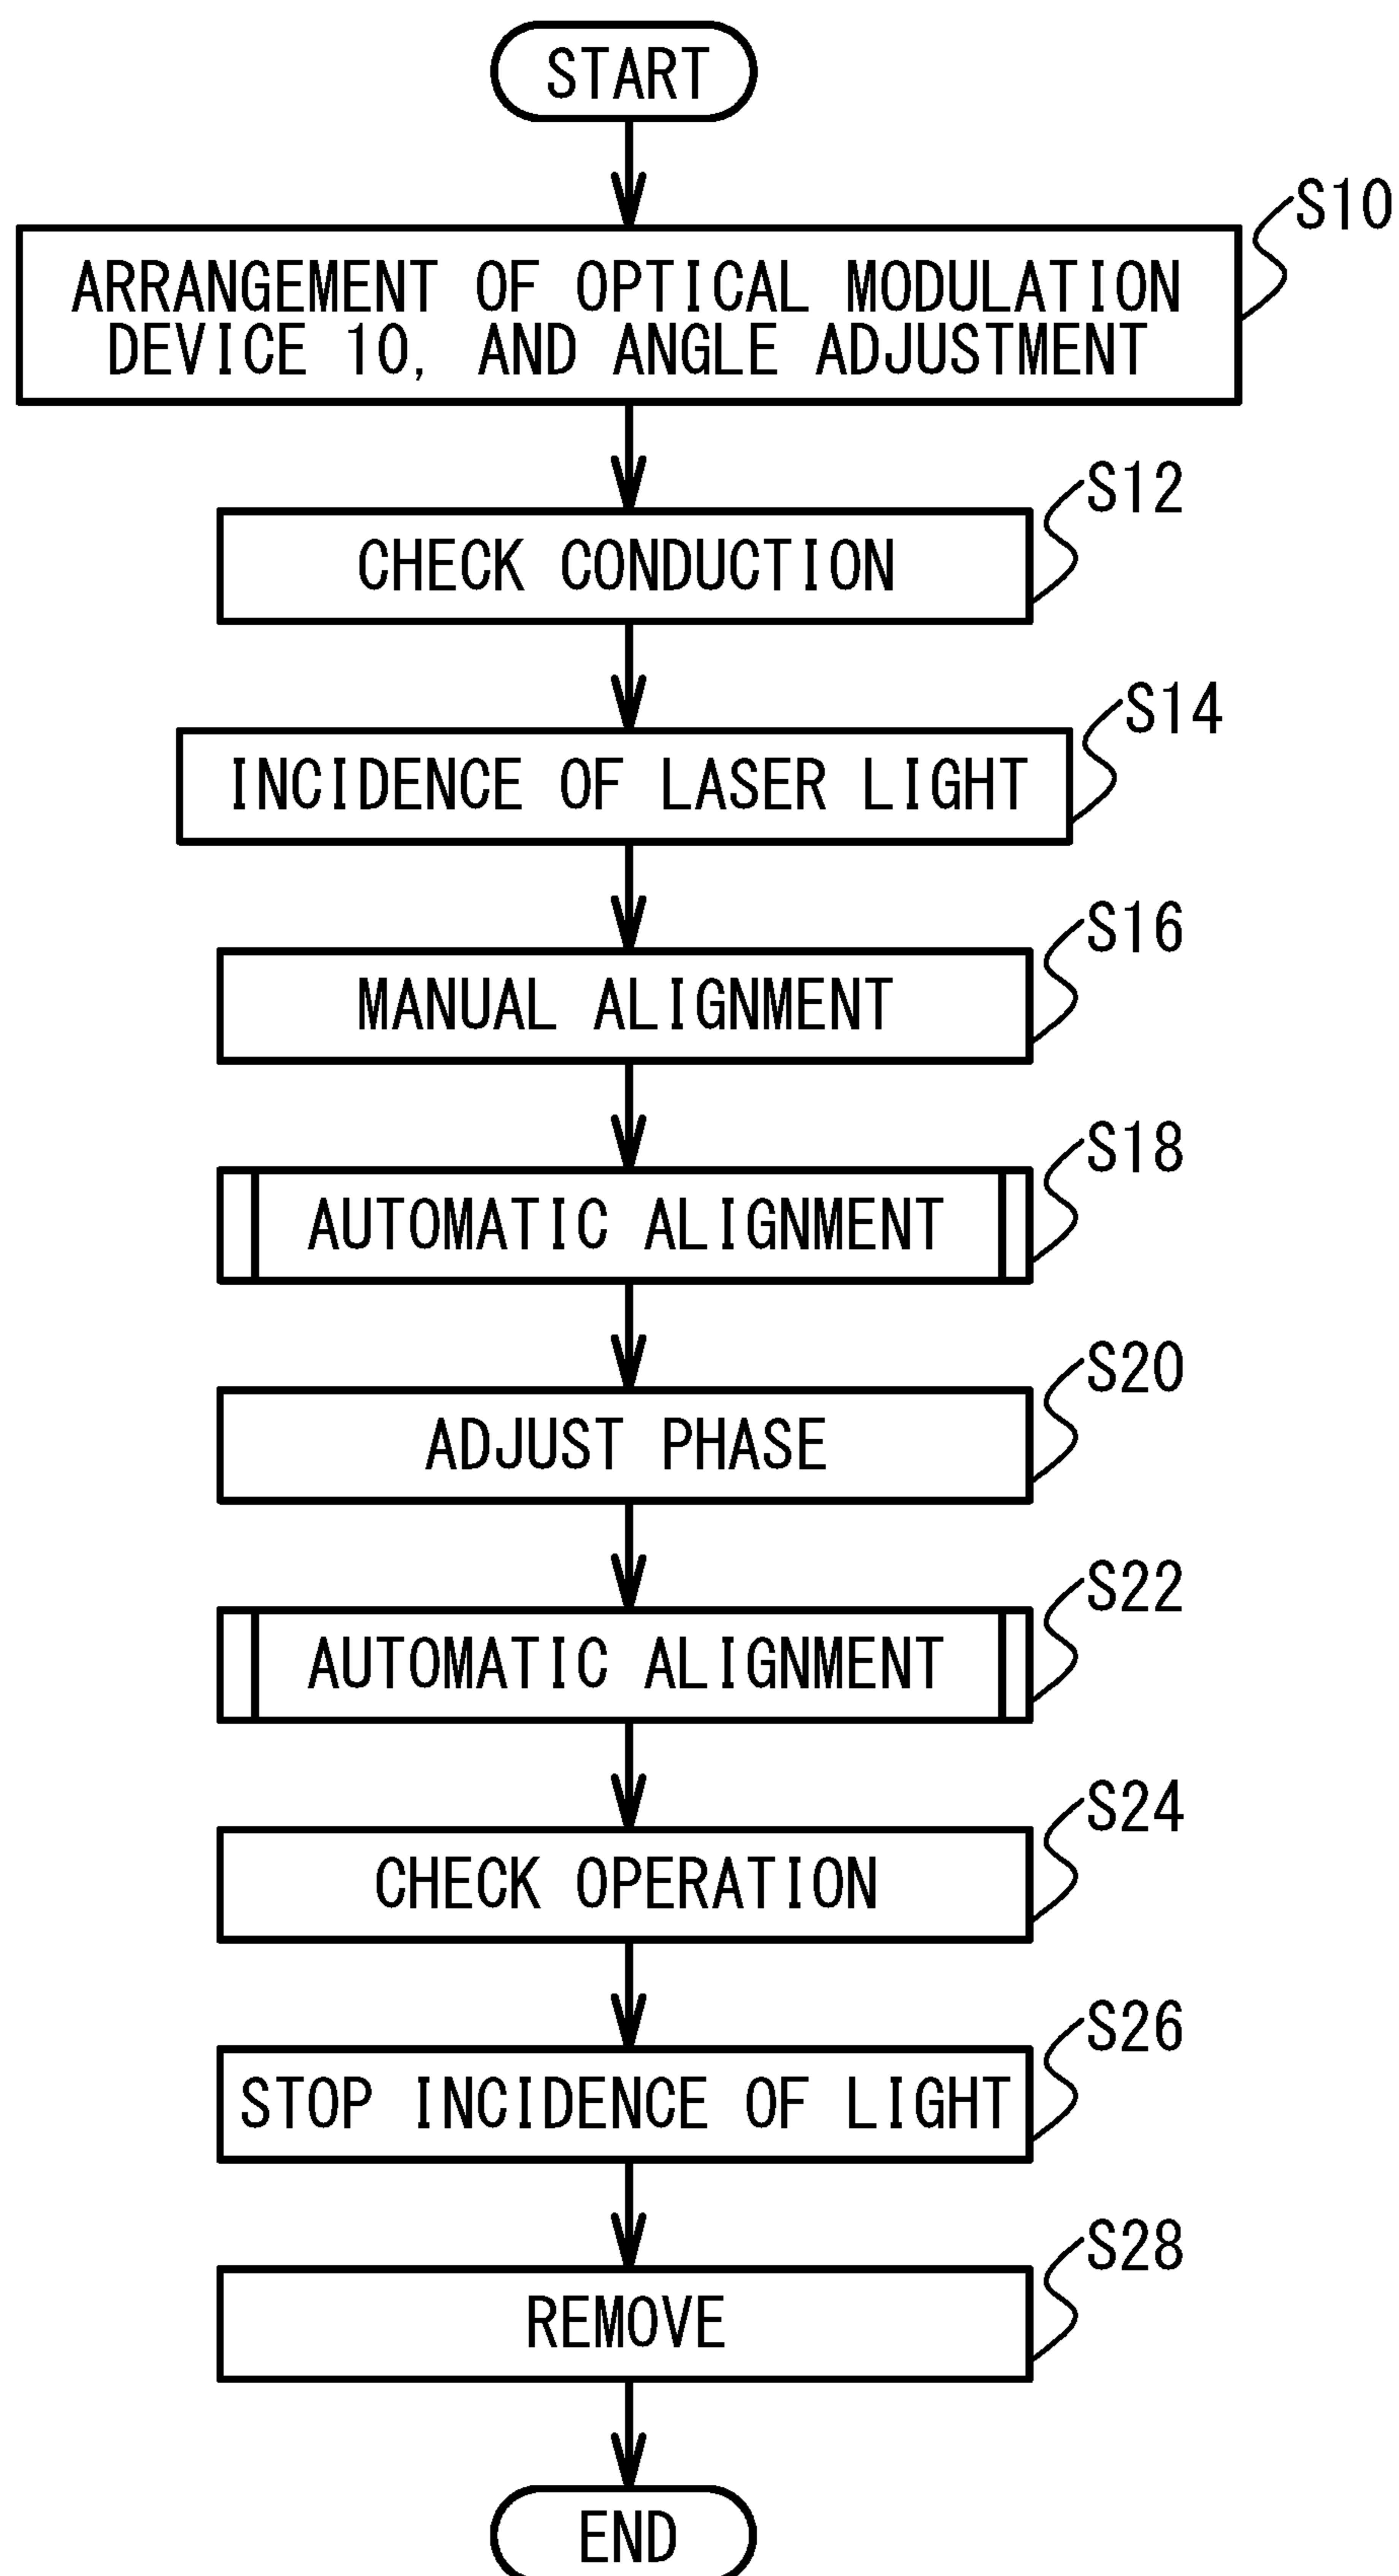 START
S10
ARRANGEMENT OF OPTICAL MODULATION
DEVICE 10, AND ANGLE ADJUSTMENT
S12
CHECK CONDUCTION
S14
INCIDENCE OF LASER LIGHT
S16
MANUAL ALIGNMENT
S18
AUTOMATIC ALIGNMENT
S20
ADJUST PHASE
S22
AUTOMATIC ALIGNMENT
S24
CHECK OPERATION
S26
STOP INCIDENCE OF LIGHT
S28
REMOVE
END